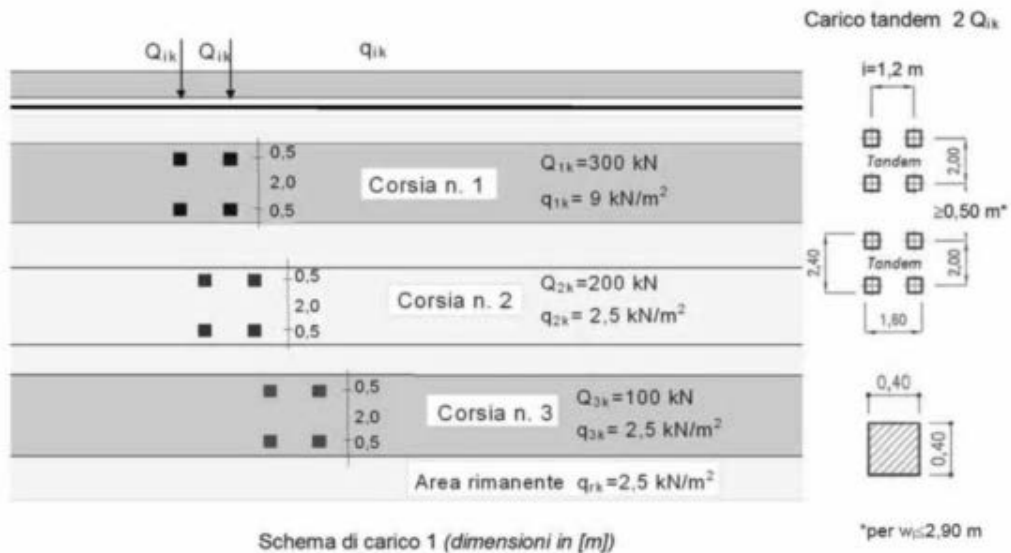 Carico tandem 2 Qik
Qik Qik qik
i=1,2 m
0,5
2,0
0,5
Corsia n. 1
Q1k=300 kN
q1k= 9 kN/m²
Tandem
2,00
≥0,50 m*
0,5
2,0
0,5
Corsia n. 2
Q2k=200 kN
q2k= 2,5 kN/m²
2,40
Tandem
2,00
1,60
0,5
2,0
0,5
Corsia n. 3
Q3k=100 kN
q3k= 2,5 kN/m²
0,40
0,40
Area rimanente qrk=2,5 kN/m²
Schema di carico 1 (dimensioni in [m])
*per wl≤2,90 m